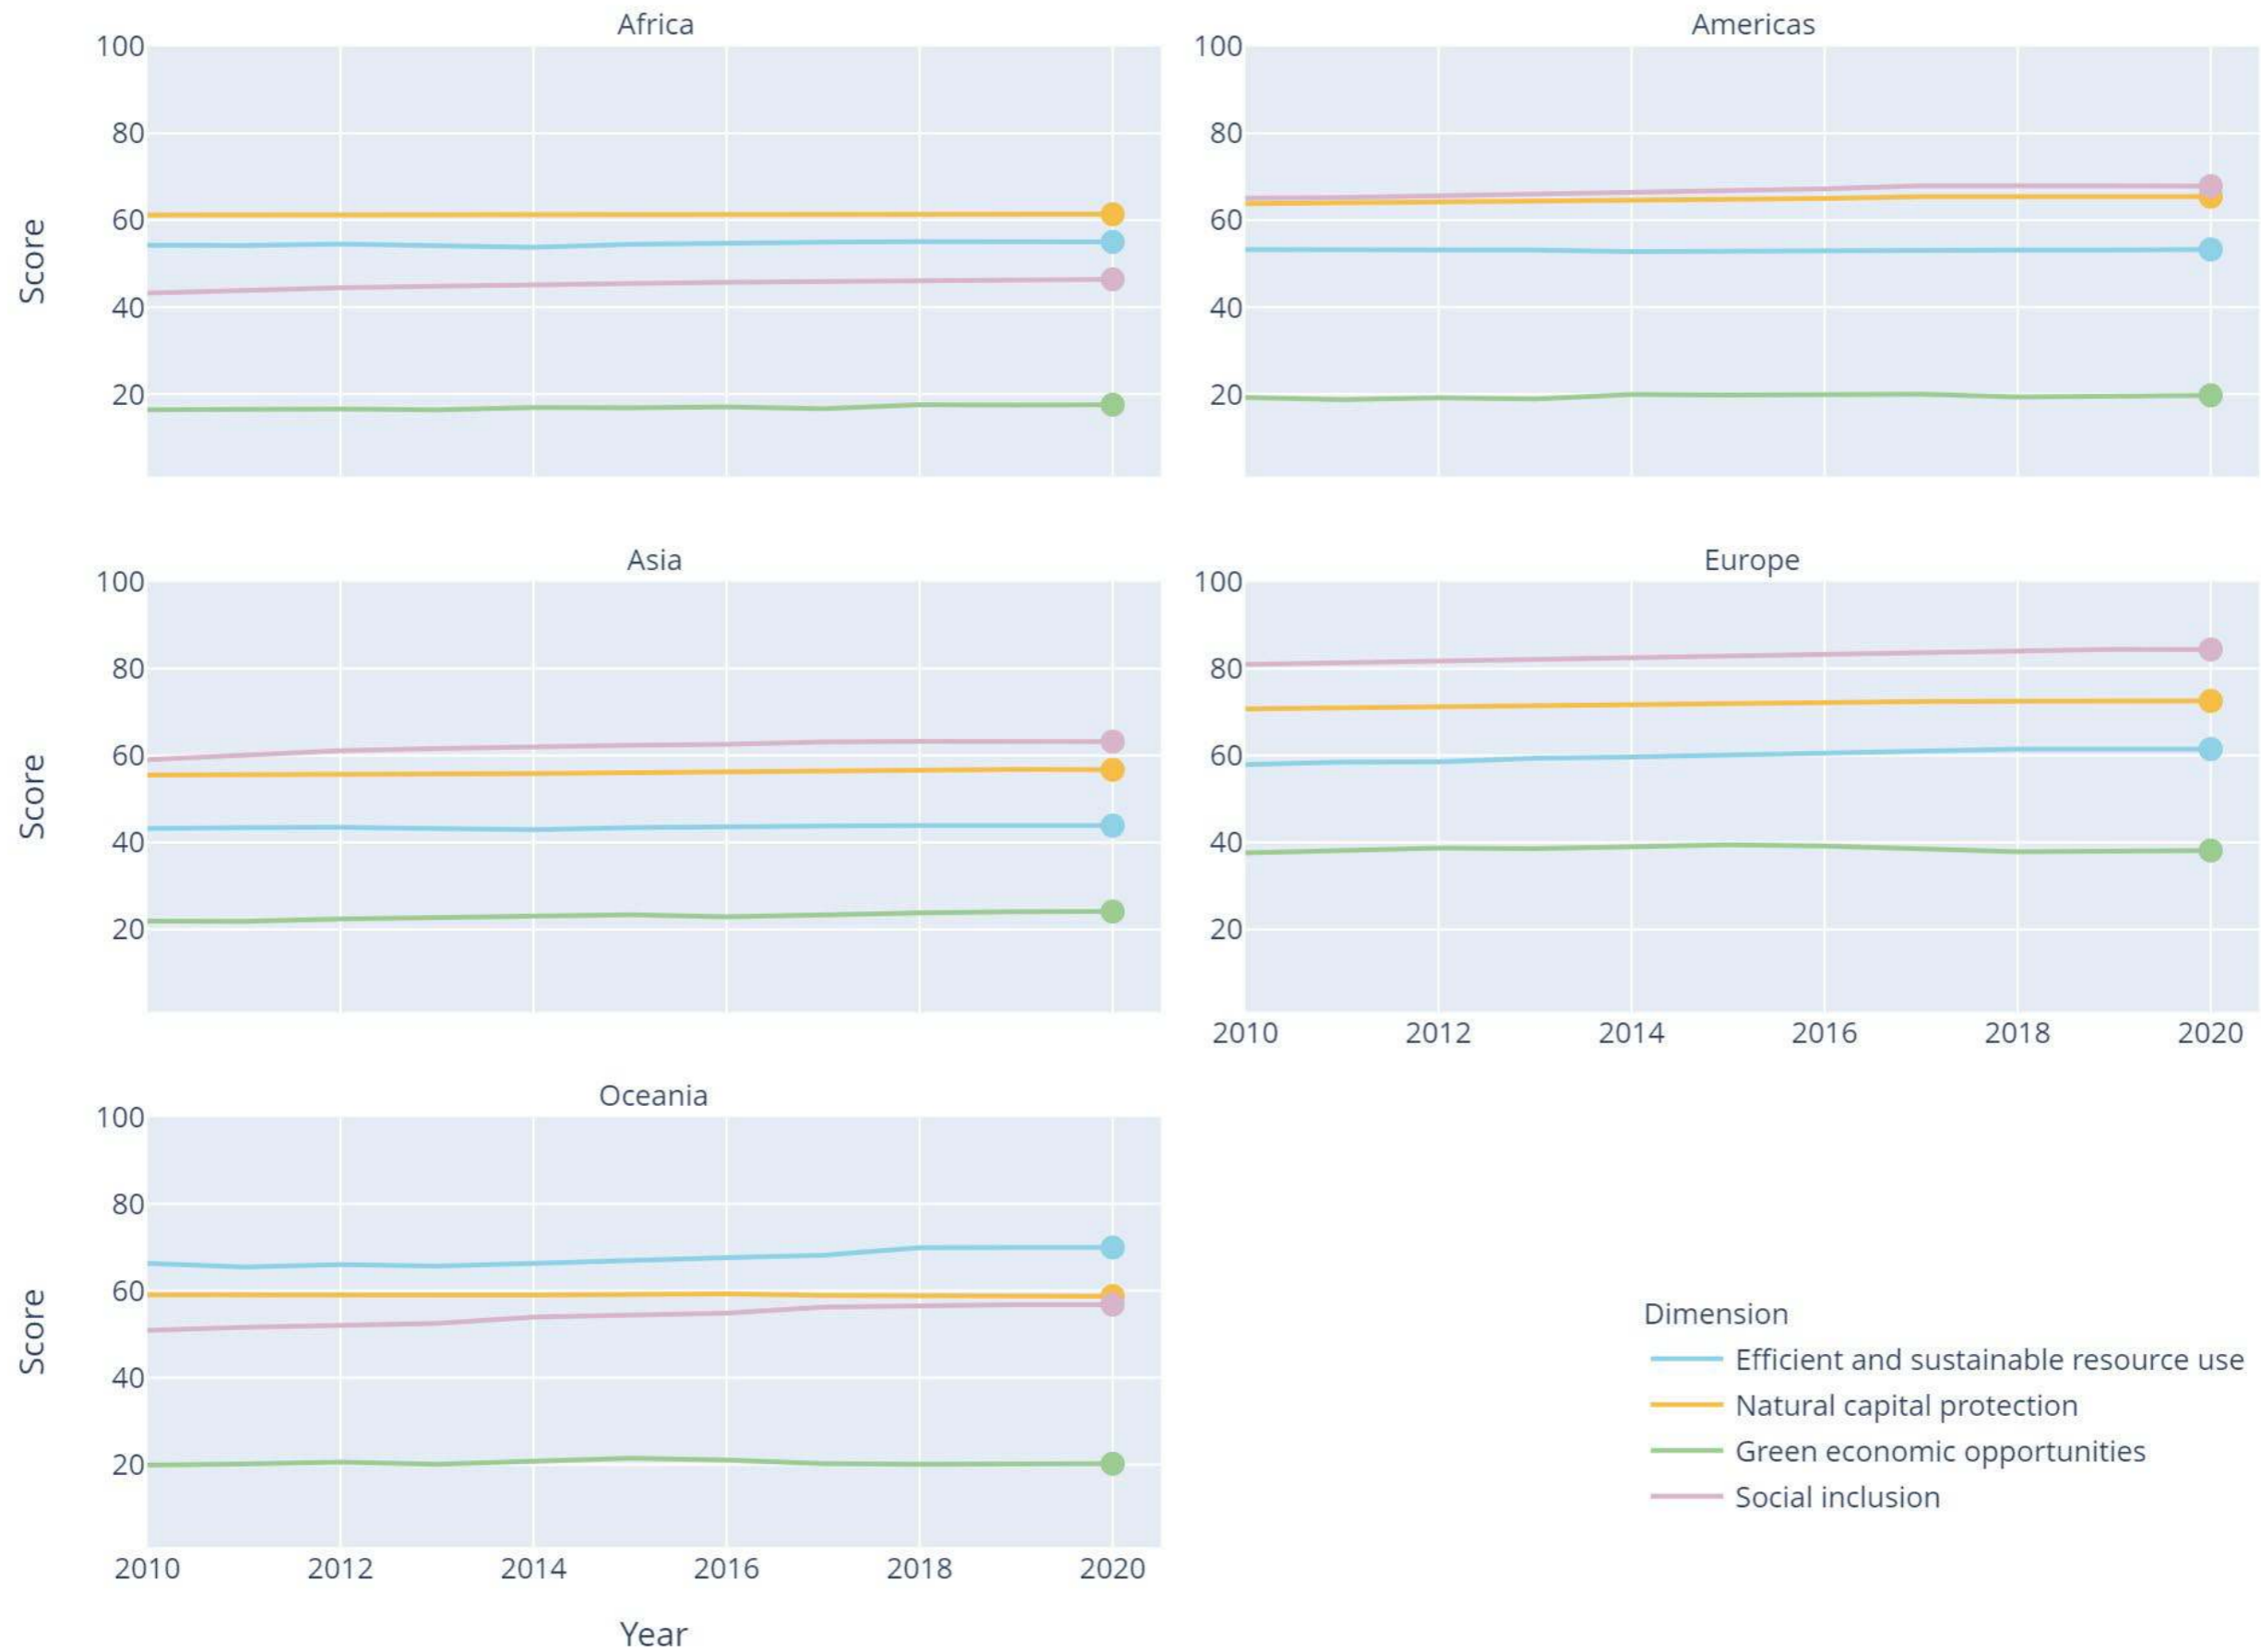 Africa
100
80
60
40
20
Score
Americas
100
80
60
40
20
Asia
100
80
60
40
20
Score
Europe
100
80
60
40
20
2010 2012 2014 2016 2018 2020
Oceania
100
80
60
40
20
Score
2010 2012 2014 2016 2018 2020
Year
Dimension
Efficient and sustainable resource use
Natural capital protection
Green economic opportunities
Social inclusion